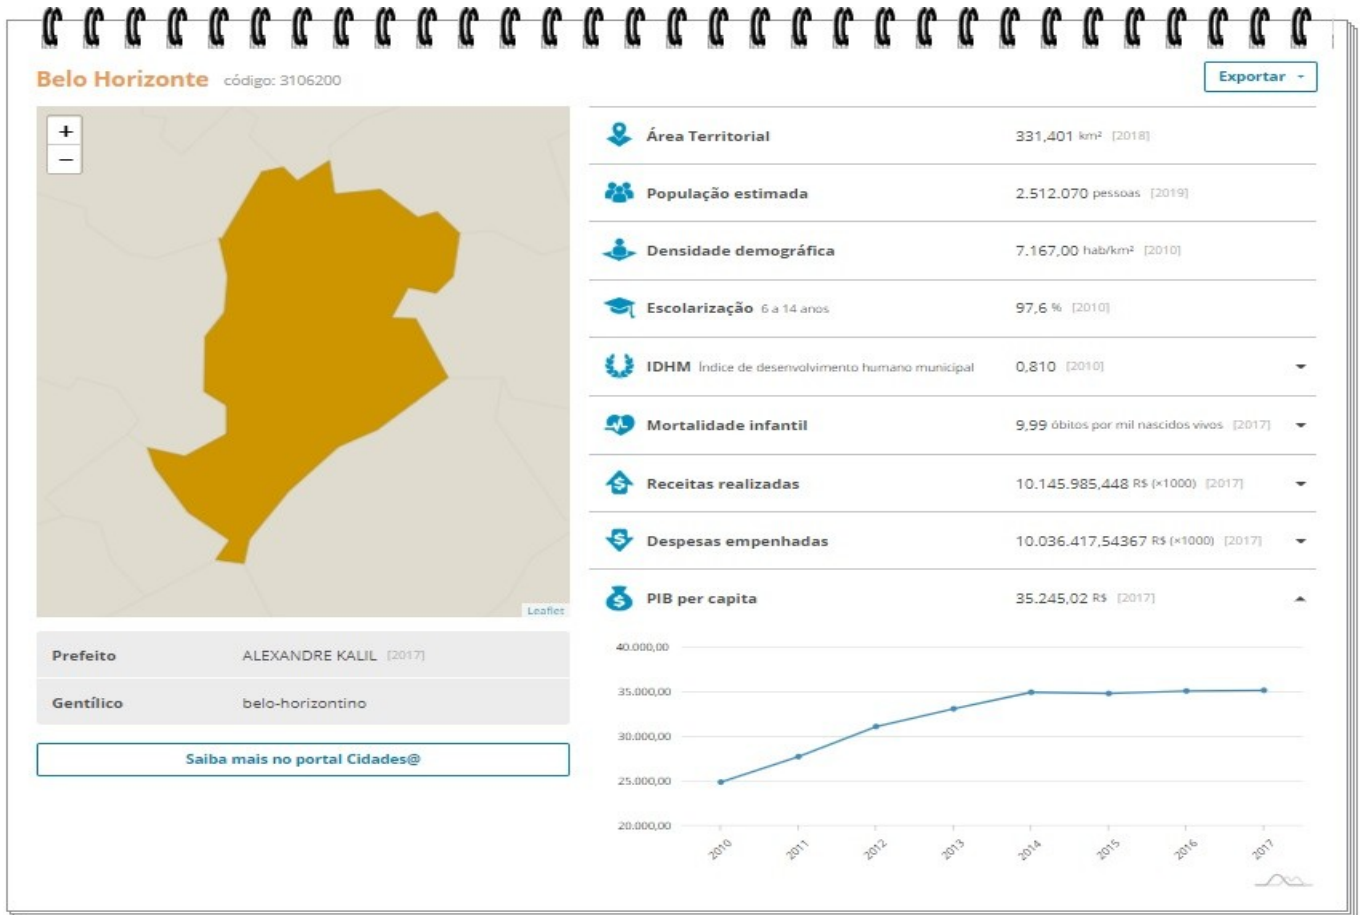 Belo Horizonte código: 3106200
Exportar
+
−
Leaflet
Prefeito ALEXANDRE KALIL [2017]
Gentílico belo-horizontino
Saiba mais no portal Cidades@
Área Territorial 331,401 km² [2018]
População estimada 2.512.070 pessoas [2019]
Densidade demográfica 7.167,00 hab/km² [2010]
Escolarização 6 a 14 anos 97,6 % [2010]
IDHM Índice de desenvolvimento humano municipal 0,810 [2010]
Mortalidade infantil 9,99 óbitos por mil nascidos vivos [2017]
Receitas realizadas 10.145.985,448 R$ (×1000) [2017]
Despesas empenhadas 10.036.417,54367 R$ (×1000) [2017]
PIB per capita 35.245,02 R$ [2017]
40.000,00
35.000,00
30.000,00
25.000,00
20.000,00
2010 2011 2012 2013 2014 2015 2016 2017